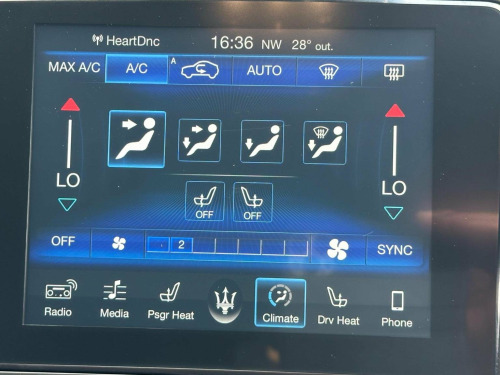 HeartDnc 16:36 NW 28° out.
MAX A/C A/C A AUTO
LO LO
OFF OFF
OFF 2 SYNC
Radio Media Psgr Heat Climate Drv Heat Phone